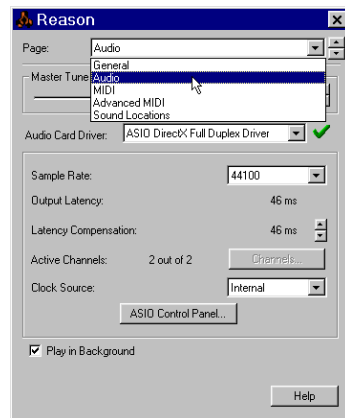 Reason
Page: Audio
General
Audio
MIDI
Advanced MIDI
Sound Locations
Master Tune
Audio Card Driver: ASIO DirectX Full Duplex Driver
Sample Rate: 44100
Output Latency: 46 ms
Latency Compensation: 46 ms
Active Channels: 2 out of 2 Channels...
Clock Source: Internal
ASIO Control Panel...
Play in Background
Help